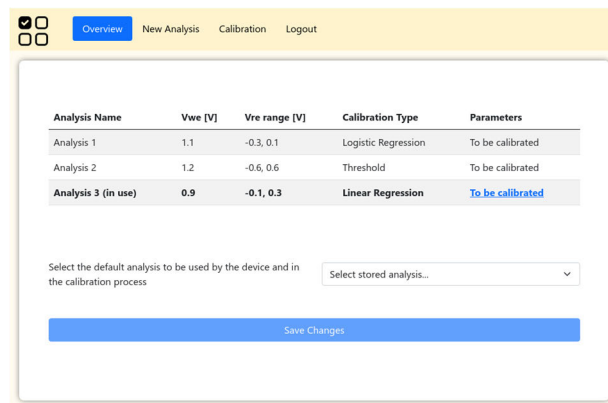 Overview New Analysis Calibration Logout
Analysis Name Vwe [V] Vre range [V] Calibration Type Parameters
Analysis 1 1.1 -0.3, 0.1 Logistic Regression To be calibrated
Analysis 2 1.2 -0.6, 0.6 Threshold To be calibrated
Analysis 3 (in use) 0.9 -0.1, 0.3 Linear Regression To be calibrated
Select the default analysis to be used by the device and in
the calibration process
Select stored analysis...
Save Changes